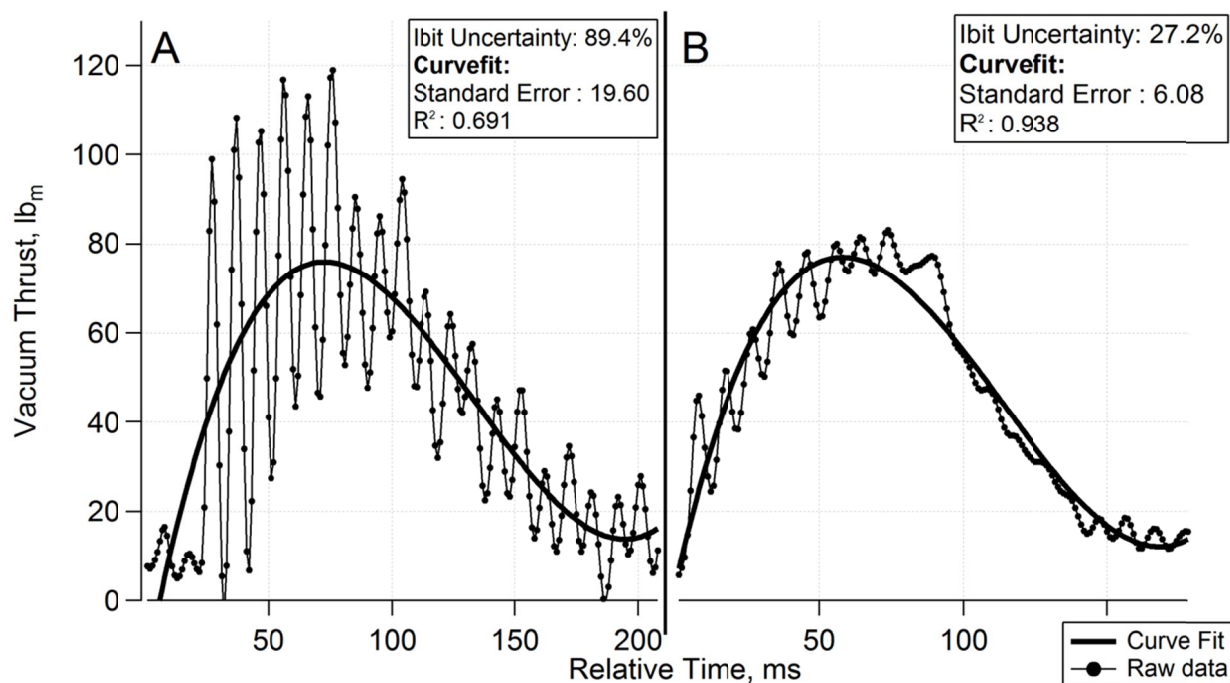 A
Ibit Uncertainty: 89.4%
Curvefit:
Standard Error : 19.60
R² : 0.691
B
Ibit Uncertainty: 27.2%
Curvefit:
Standard Error : 6.08
R² : 0.938
Vacuum Thrust, lbₘ
120
100
80
60
40
20
0
50
100
150
200
50
100
Relative Time, ms
Curve Fit
Raw data